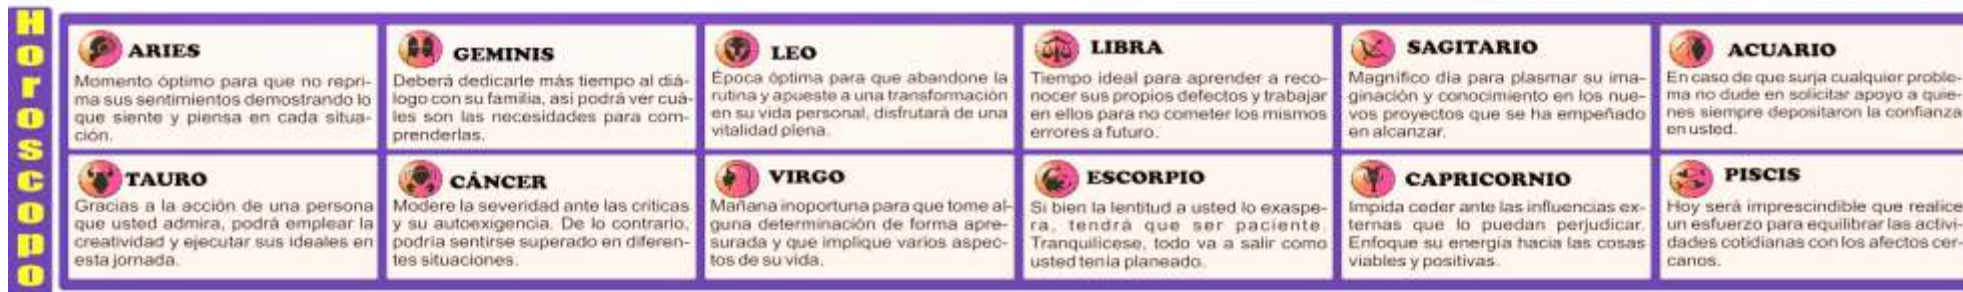 Horoscopo
ARIES
Momento óptimo para que no repri-
ma sus sentimientos demostrando lo
que siente y piensa en cada situa-
ción.
TAURO
Gracias a la acción de una persona
que usted admira, podrá emplear la
creatividad y ejecutar sus ideales en
esta jornada.
GEMINIS
Deberá dedicarle más tiempo al diá-
logo con su familia, así podrá ver cuá-
les son las necesidades para com-
prenderlas.
CÁNCER
Modere la severidad ante las críticas
y su autoexigencia. De lo contrario,
podría sentirse superado en diferen-
tes situaciones.
LEO
Época óptima para que abandone la
rutina y apueste a una transformación
en su vida personal, disfrutará de una
vitalidad plena.
VIRGO
Mañana inoportuna para que tome al-
guna determinación de forma apre-
surada y que implique varios aspec-
tos de su vida.
LIBRA
Tiempo ideal para aprender a reco-
nocer sus propios defectos y trabajar
en ellos para no cometer los mismos
errores a futuro.
ESCORPIO
Si bien la lentitud a usted lo exaspe-
ra, tendrá que ser paciente.
Tranquilícese, todo va a salir como
usted tenía planeado.
SAGITARIO
Magnífico día para plasmar su ima-
ginación y conocimiento en los nue-
vos proyectos que se ha empeñado
en alcanzar.
CAPRICORNIO
Impida ceder ante las influencias ex-
ternas que lo puedan perjudicar.
Enfoque su energía hacia las cosas
viables y positivas.
ACUARIO
En caso de que surja cualquier proble-
ma no dude en solicitar apoyo a quie-
nes siempre depositaron la confianza
en usted.
PISCIS
Hoy será imprescindible que realice
un esfuerzo para equilibrar las activi-
dades cotidianas con los afectos cer-
canos.